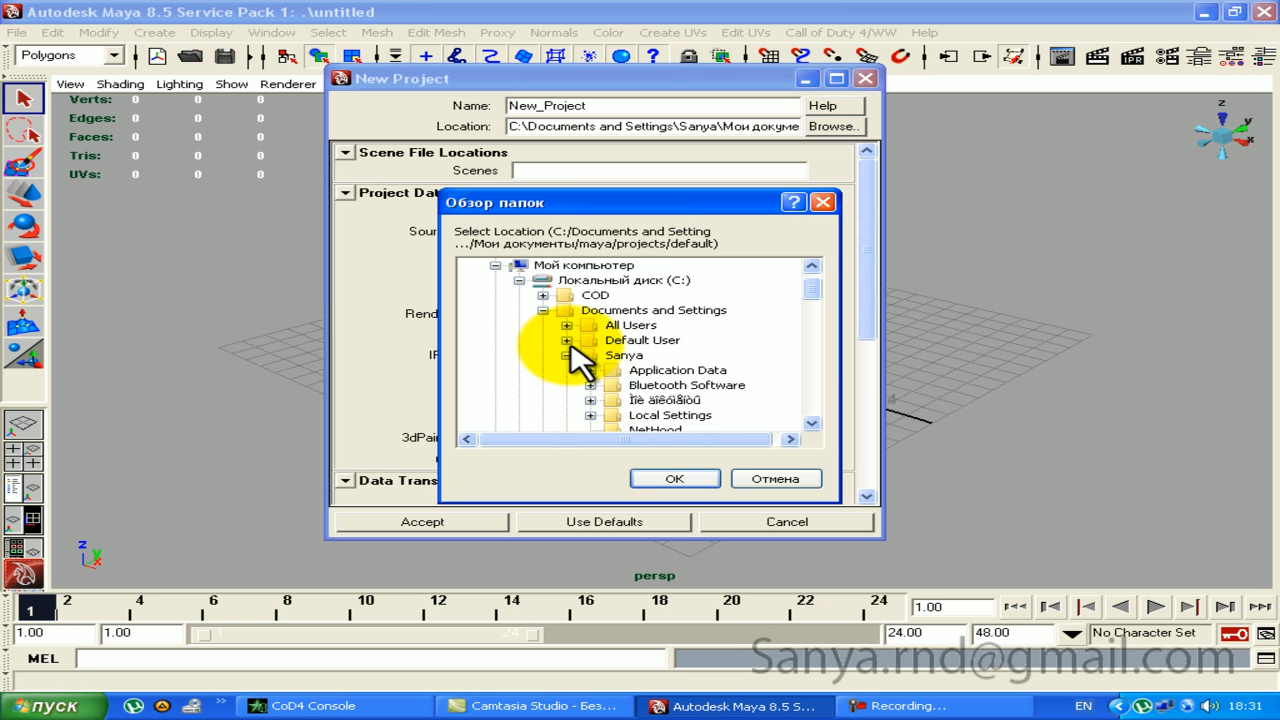 Autodesk Maya 8.5 Service Pack 1: .\untitled
File Edit Modify Create Display Window Select Mesh Edit Mesh Proxy Normals Color Create UVs Edit UVs Call of Duty 4/WW Help
Polygons
IPR
View Shading Lighting Show Renderer
Verts: 0 0 0
Edges: 0 0 0
Faces: 0 0 0
Tris: 0 0 0
UVs: 0 0 0
New Project
Name: New_Project Help
Location: C:\Documents and Settings\Sanya\Мои докуме Browse..
Scene File Locations
Scenes
Project Dat
Sour
Rend
IF
3dPai
Data Trans
Обзор папок
Select Location (C:/Documents and Setting
.../Мои документы/maya/projects/default)
Мой компьютер
Локальный диск (C:)
COD
Documents and Settings
All Users
Default User
Sanya
Application Data
Bluetooth Software
Ìîè äîêóìåíòû
Local Settings
NetHood
OK Отмена
Accept Use Defaults Cancel
z y x
z y x
persp
1 2 4 6 8 10 12 14 16 18 20 22 24 1.00
1.00 1.00 1 24 24.00 48.00 No Character Set
MEL
Sanya.rnd@gmail.com
пуск CoD4 Console Camtasia Studio - Без... Autodesk Maya 8.5 S... Recording... EN 18:31